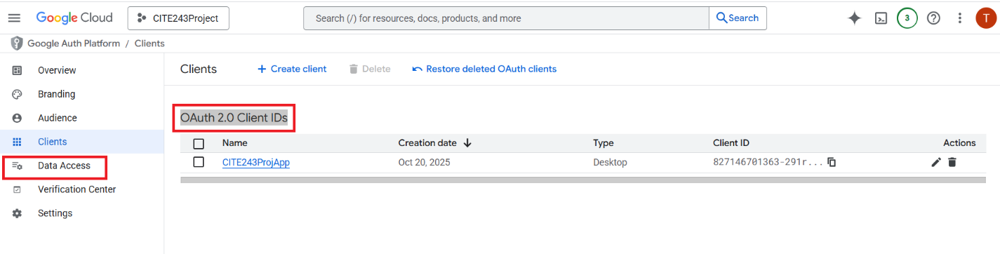 Google Cloud CITE243Project Search (/) for resources, docs, products, and more Search 3 T
Google Auth Platform / Clients
Overview
Branding
Audience
Clients
Data Access
Verification Center
Settings
Clients Create client Delete Restore deleted OAuth clients
OAuth 2.0 Client IDs
Name Creation date Type Client ID Actions
CITE243ProjApp Oct 20, 2025 Desktop 827146701363-291r...